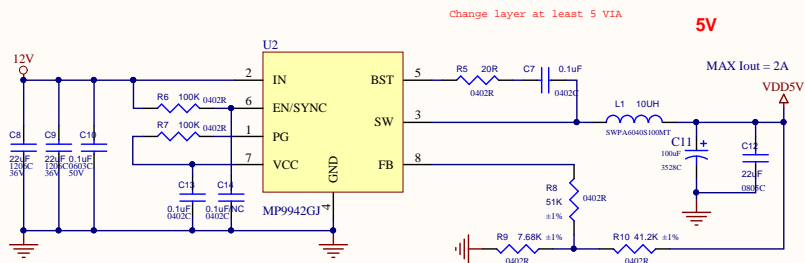 Change layer at least 5 VIA
5V
U2
12V
MAX Iout = 2A
VDD5V
2 IN
BST 5
R5 20R
0402R
C7 0.1uF
0402C
R6 100K
0402R
6 EN/SYNC
SW 3
L1 10UH
SWPA6040S100MT
R7 100K
0402R
1 PG
7 VCC
GND
4
FB 8
MP9942GJ
C8
22uF
1206C
36V
C9
22uF
1206C
36V
C10
0.1uF
0603C
50V
C13
0.1uF
0402C
C14
0.1uF/NC
0402C
C11
+
100uF
3528C
C12
22uF
0805C
R8
0402R
51K
±1%
R9 7.68K ±1%
0402R
R10 41.2K ±1%
0402R